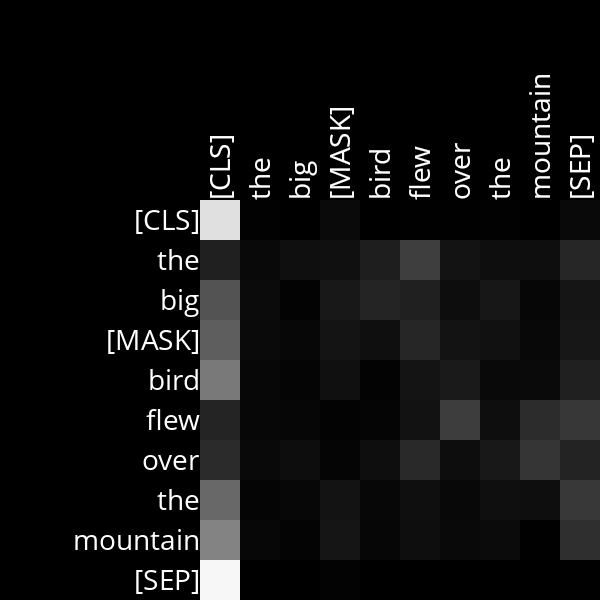 [CLS] the big [MASK] bird flew over the mountain [SEP]
[CLS]
the
big
[MASK]
bird
flew
over
the
mountain
[SEP]